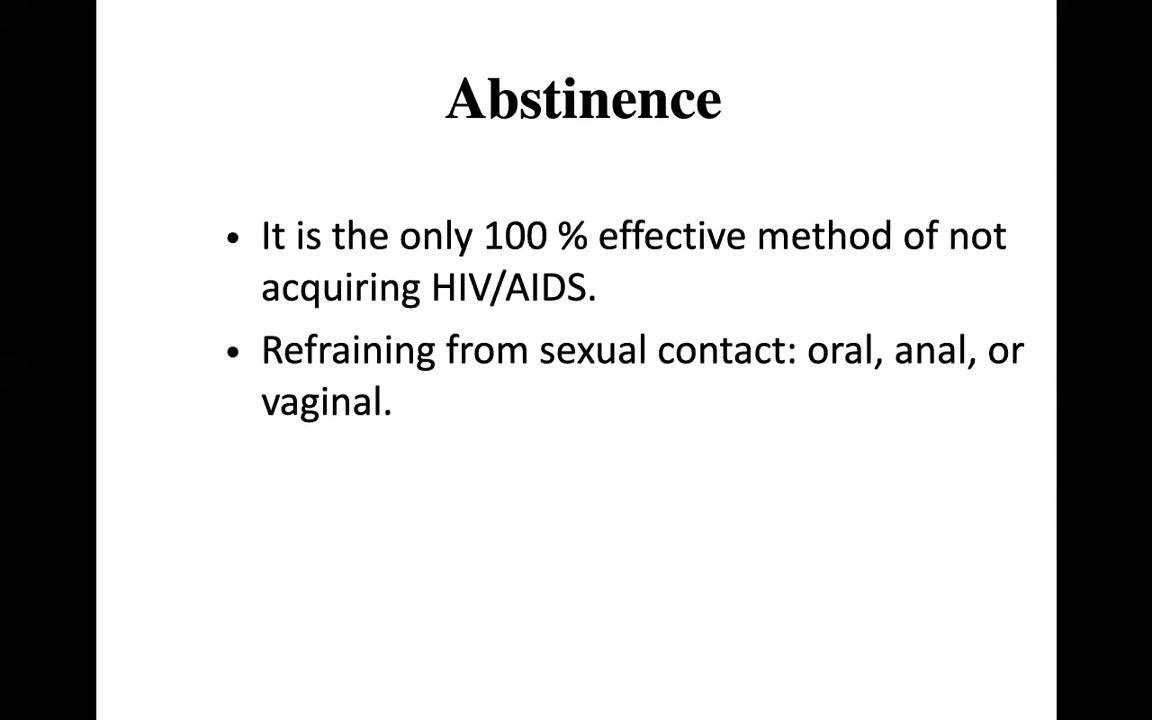 Abstinence
• It is the only 100 % effective method of not
acquiring HIV/AIDS.
• Refraining from sexual contact: oral, anal, or
vaginal.